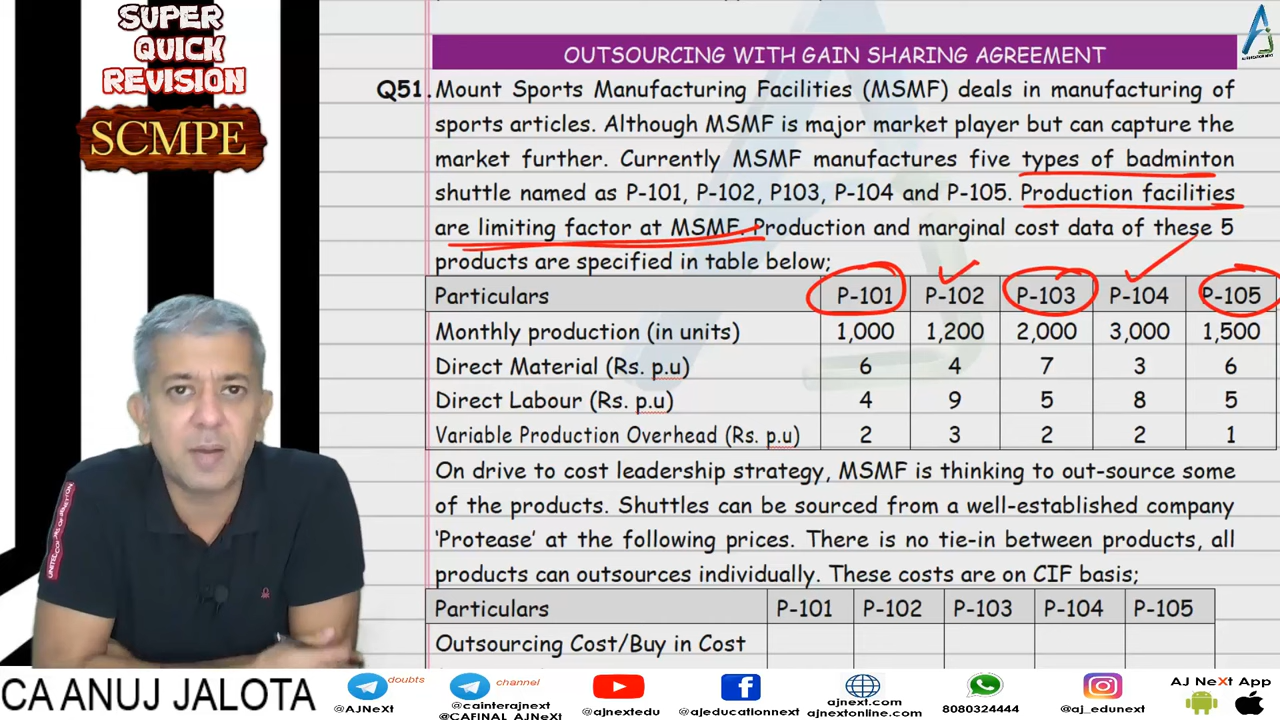 SUPER
QUICK
REVISION
SCMPE
OUTSOURCING WITH GAIN SHARING AGREEMENT
Q51. Mount Sports Manufacturing Facilities (MSMF) deals in manufacturing of
sports articles. Although MSMF is major market player but can capture the
market further. Currently MSMF manufactures five types of badminton
shuttle named as P-101, P-102, P103, P-104 and P-105. Production facilities
are limiting factor at MSMF. Production and marginal cost data of these 5
products are specified in table below;
Particulars P-101 P-102 P-103 P-104 P-105
Monthly production (in units) 1,000 1,200 2,000 3,000 1,500
Direct Material (Rs. p.u) 6 4 7 3 6
Direct Labour (Rs. p.u) 4 9 5 8 5
Variable Production Overhead (Rs. p.u) 2 3 2 2 1
On drive to cost leadership strategy, MSMF is thinking to out-source some
of the products. Shuttles can be sourced from a well-established company
'Protease' at the following prices. There is no tie-in between products, all
products can outsources individually. These costs are on CIF basis;
Particulars P-101 P-102 P-103 P-104 P-105
Outsourcing Cost/Buy in Cost
CA ANUJ JALOTA
doubts
@AJNeXt
channel
@cainterajnext
@CAFINAL_AJNeXt
@ajnextedu
@ajeducationnext
ajnext.com
ajnextonline.com
8080324444
@aj_edunext
AJ NeXt App